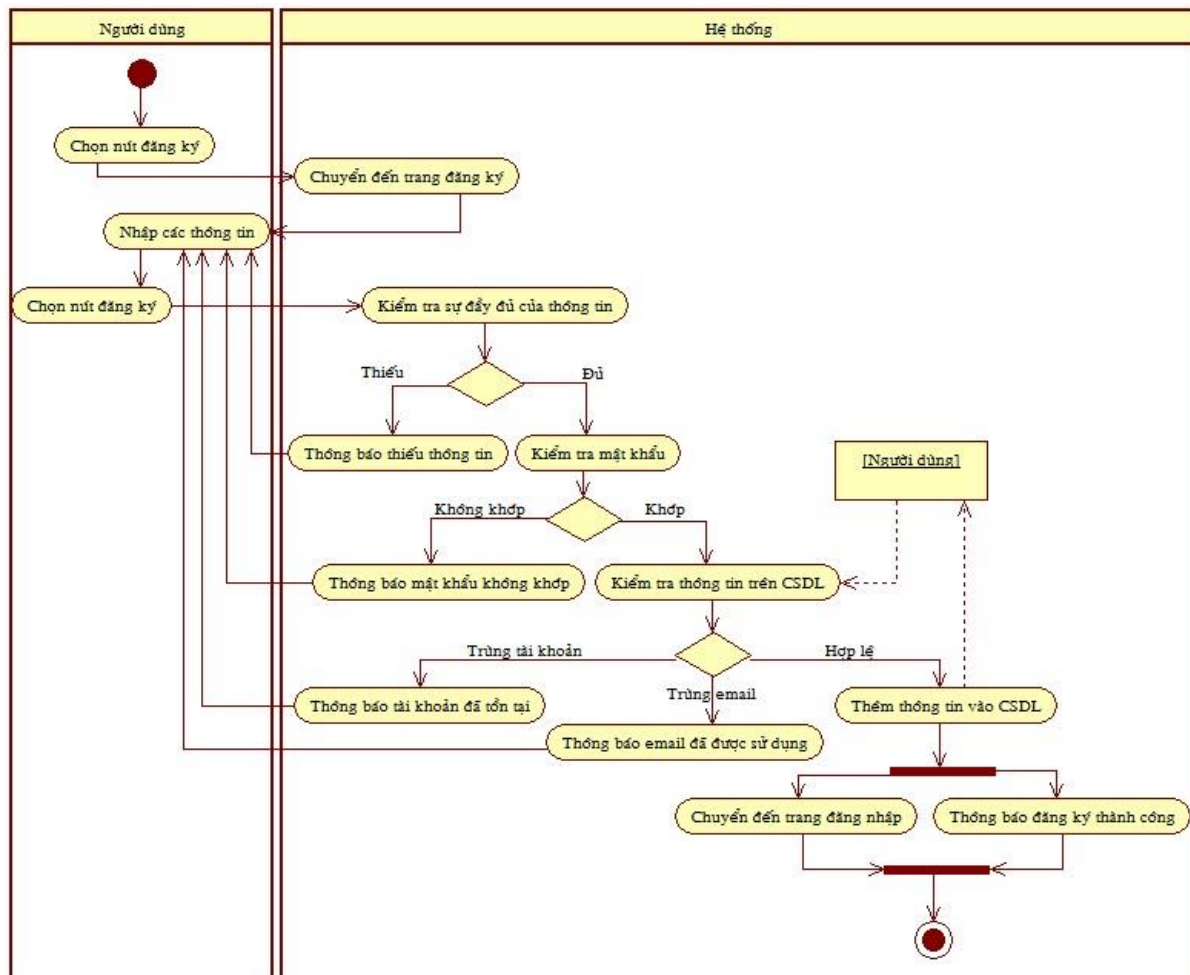 Người dùng
Hệ thống
Chọn nút đăng ký
Chuyển đến trang đăng ký
Nhập các thông tin
Chọn nút đăng ký
Kiểm tra sự đầy đủ của thông tin
Thiếu
Đủ
Thông báo thiếu thông tin
Kiểm tra mật khẩu
[Người dùng]
Không khớp
Khớp
Thông báo mật khẩu không khớp
Kiểm tra thông tin trên CSDL
Trùng tài khoản
Hợp lệ
Trùng email
Thông báo tài khoản đã tồn tại
Thêm thông tin vào CSDL
Thông báo email đã được sử dụng
Chuyển đến trang đăng nhập
Thông báo đăng ký thành công